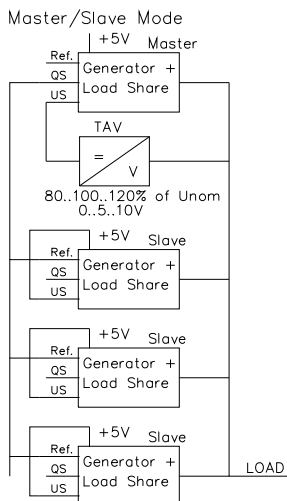 Master/Slave Mode
+5V
Master
Ref.
QS
US
Generator +
Load Share
TAV
=
V
80..100..120% of Unom
0..5..10V
+5V
Slave
Ref.
QS
US
Generator +
Load Share
+5V
Slave
Ref.
QS
US
Generator +
Load Share
+5V
Slave
Ref.
QS
US
Generator +
Load Share
LOAD